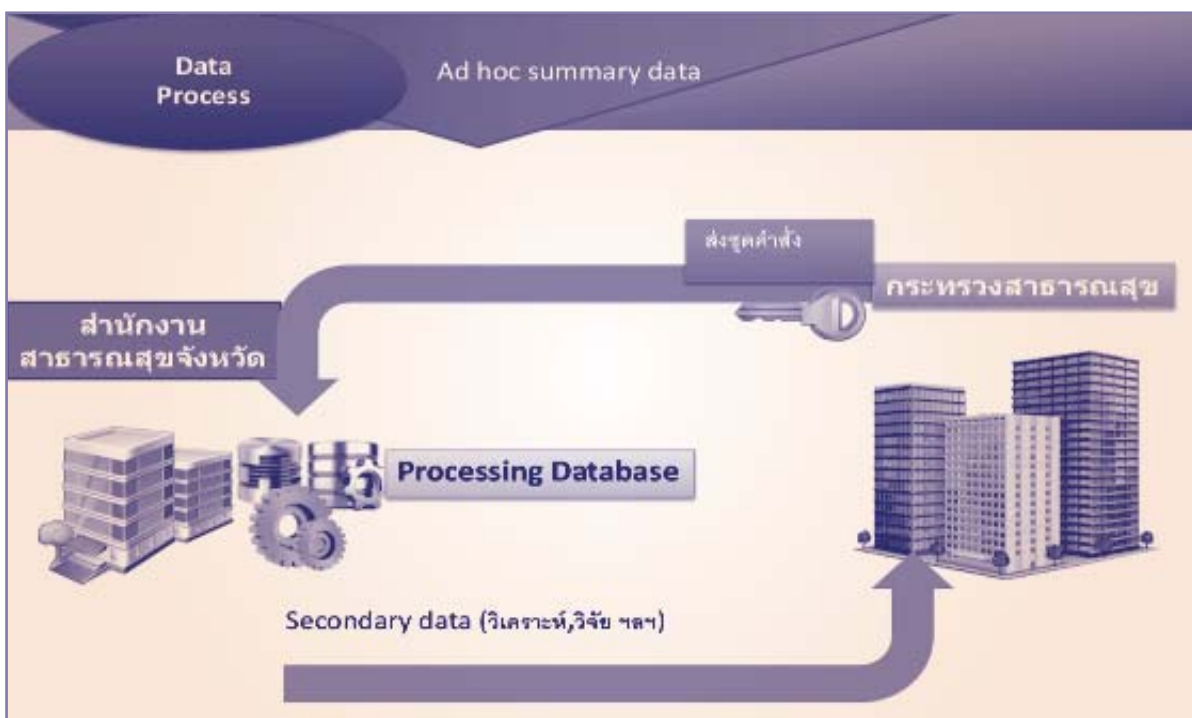 Data
Process
Ad hoc summary data
ส่งชุดคำสั่ง
กระทรวงสาธารณสุข
สำนักงาน
สาธารณสุขจังหวัด
Processing Database
Secondary data (วิเคราะห์,วิจัย ฯลฯ)